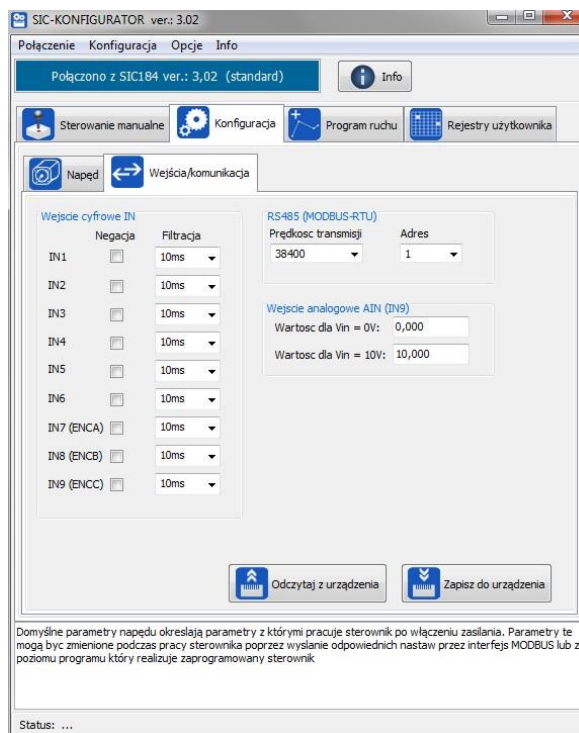 SIC-KONFIGURATOR ver.: 3.02
Połączenie Konfiguracja Opcje Info
Połączono z SIC184 ver.: 3,02 (standard)
Info
Sterowanie manualne
Konfiguracja
Program ruchu
Rejestry użytkownika
Napęd
Wejścia/komunikacja
Wejscie cyfrowe IN
Negacja Filtracja
IN1 10ms
IN2 10ms
IN3 10ms
IN4 10ms
IN5 10ms
IN6 10ms
IN7 (ENCA) 10ms
IN8 (ENCB) 10ms
IN9 (ENCC) 10ms
RS485 (MODBUS-RTU)
Prędkosc transmisji Adres
38400 1
Wejscie analogowe AIN (IN9)
Wartosc dla Vin = 0V: 0,000
Wartosc dla Vin = 10V: 10,000
Odczytaj z urządzenia
Zapisz do urządzenia
Domyślne parametry napędu okreslają parametry z którymi pracuje sterownik po włączeniu zasilania. Parametry te
mogą byc zmienione podczas pracy sterownika poprzez wyslanie odpowiednich nastaw przez interfejs MODBUS lub z
poziomu programu który realizuje zaprogramowany sterownik
Status: ...